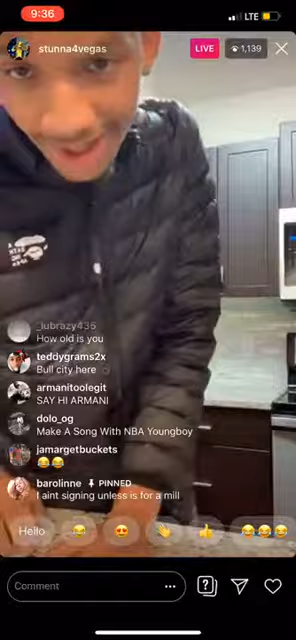 9:36
LTE
stunna4vegas
LIVE
1,139
_lubrazy436
How old is you
teddygrams2x
Bull city here
armanitoolegit
SAY HI ARMANI
dolo_og
Make A Song With NBA Youngboy
jamargetbuckets
😂😂
barolinne PINNED
I aint signing unless is for a mill
Hello 😂 😍 👏 👍 😂😂😂
Comment